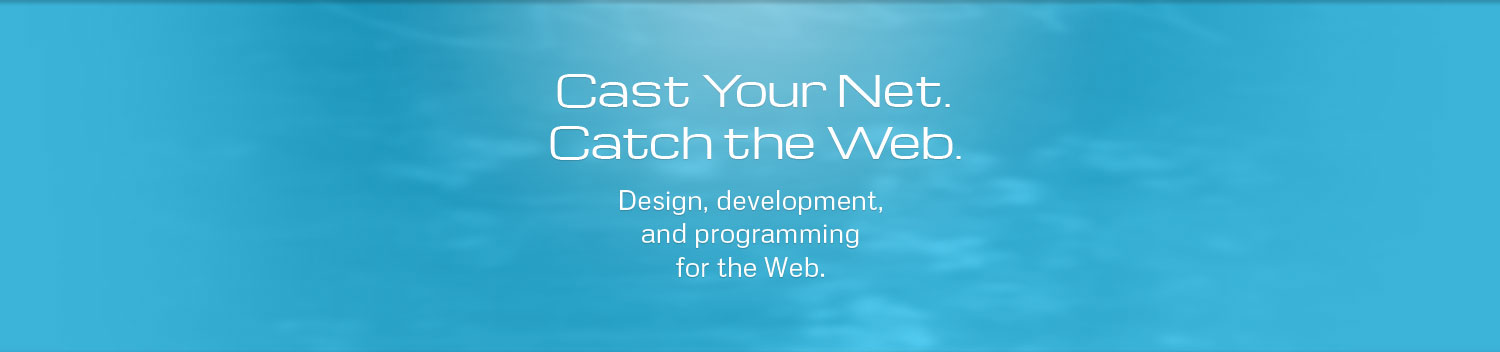 Cast Your Net.
Catch the Web.
Design, development,
and programming
for the Web.